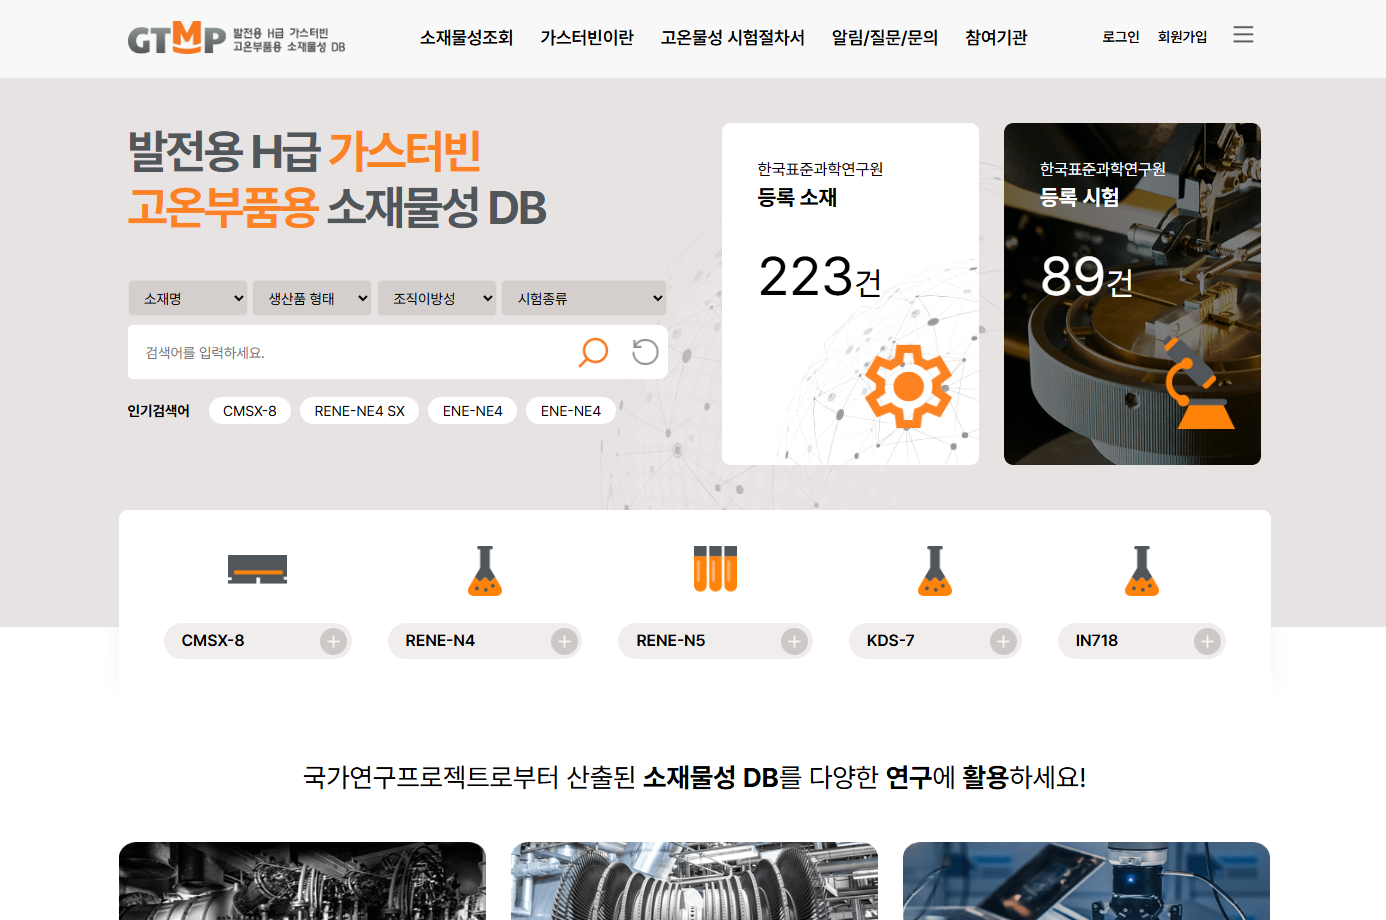 GTMP 발전용 H급 가스터빈 고온부품용 소재물성 DB
소재물성조회 가스터빈이란 고온물성 시험절차서 알림/질문/문의 참여기관 로그인 회원가입
발전용 H급 가스터빈
고온부품용 소재물성 DB
소재명 생산품 형태 조직이방성 시험종류
검색어를 입력하세요.
인기검색어 CMSX-8 RENE-NE4 SX ENE-NE4 ENE-NE4
한국표준과학연구원
등록 소재
223건
한국표준과학연구원
등록 시험
89건
CMSX-8 RENE-N4 RENE-N5 KDS-7 IN718
국가연구프로젝트로부터 산출된 소재물성 DB를 다양한 연구에 활용하세요!